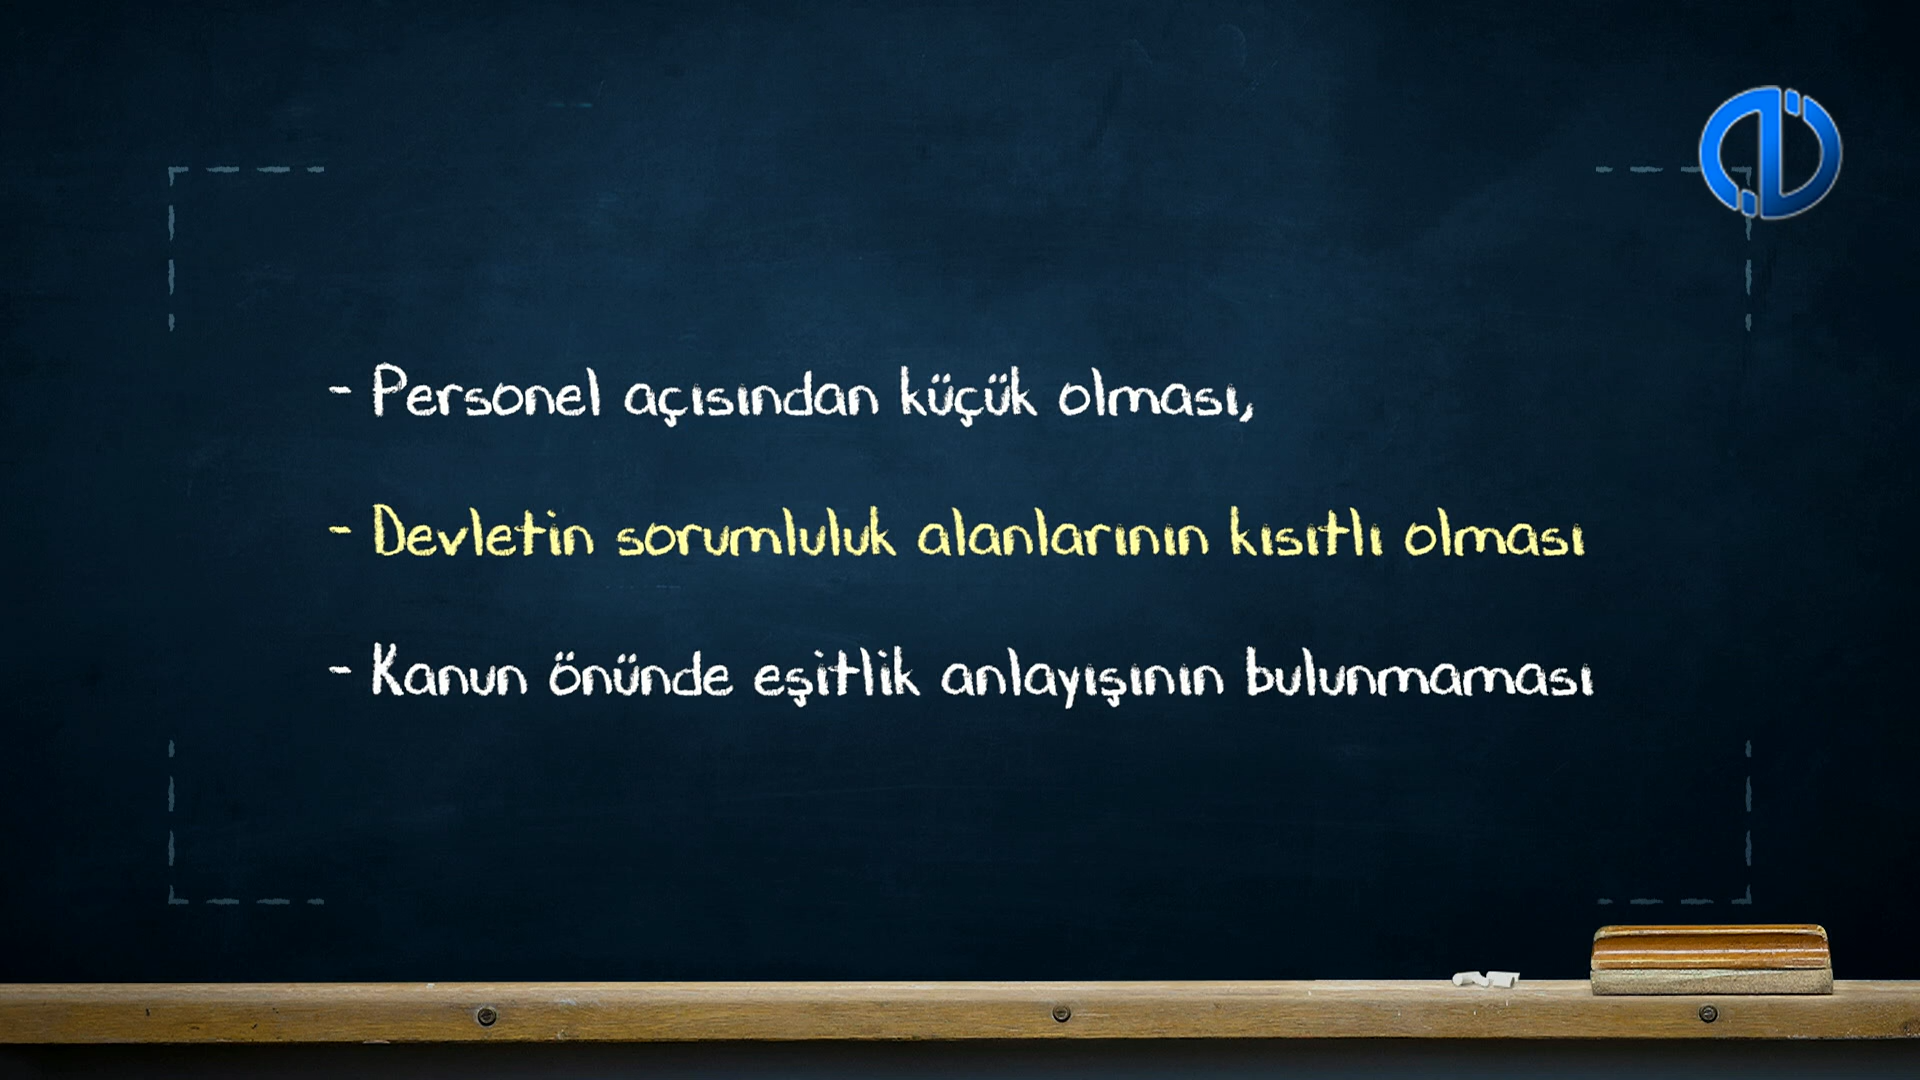 - Personel açısından küçük olması,
- Devletin sorumluluk alanlarının kısıtlı olması
- Kanun önünde eşitlik anlayışının bulunmaması